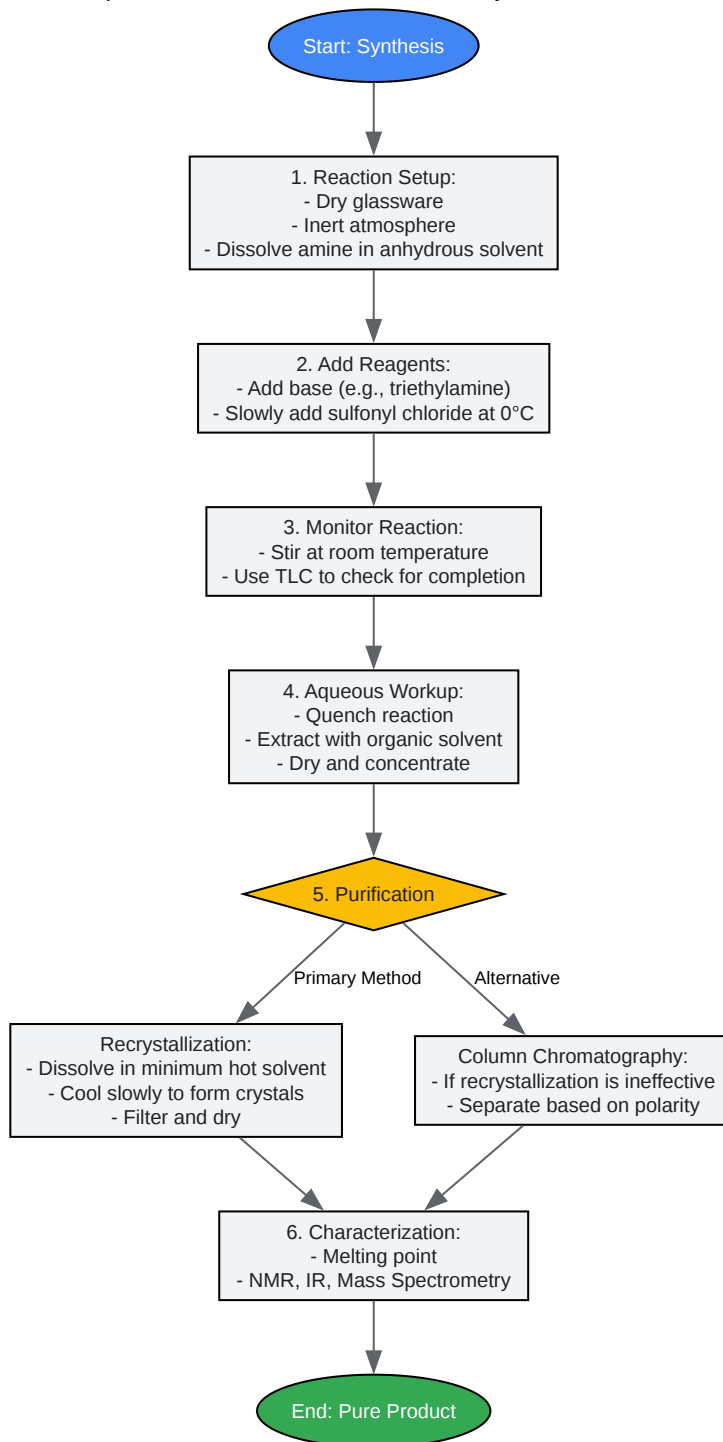 Start: Synthesis
1. Reaction Setup:
- Dry glassware
- Inert atmosphere
- Dissolve amine in anhydrous solvent
2. Add Reagents:
- Add base (e.g., triethylamine)
- Slowly add sulfonyl chloride at 0°C
3. Monitor Reaction:
- Stir at room temperature
- Use TLC to check for completion
4. Aqueous Workup:
- Quench reaction
- Extract with organic solvent
- Dry and concentrate
5. Purification
Primary Method
Alternative
Recrystallization:
- Dissolve in minimum hot solvent
- Cool slowly to form crystals
- Filter and dry
Column Chromatography:
- If recrystallization is ineffective
- Separate based on polarity
6. Characterization:
- Melting point
- NMR, IR, Mass Spectrometry
End: Pure Product